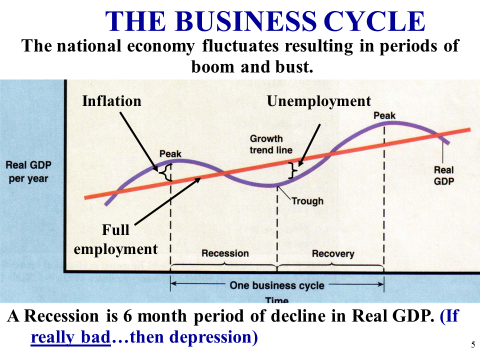 THE BUSINESS CYCLE
The national economy fluctuates resulting in periods of
boom and bust.
Inflation
Unemployment
Peak
Growth
trend line
Peak
Real GDP
per year
Real
GDP
Trough
Full
employment
Recession
Recovery
One business cycle
Time
A Recession is 6 month period of decline in Real GDP. (If
really bad…then depression)
5